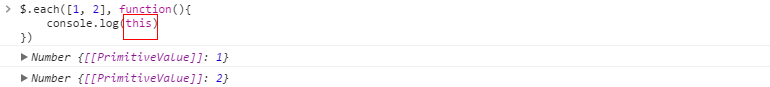 > $.each([1, 2], function(){
console.log(this)
})
▶ Number {[[PrimitiveValue]]: 1}
▶ Number {[[PrimitiveValue]]: 2}